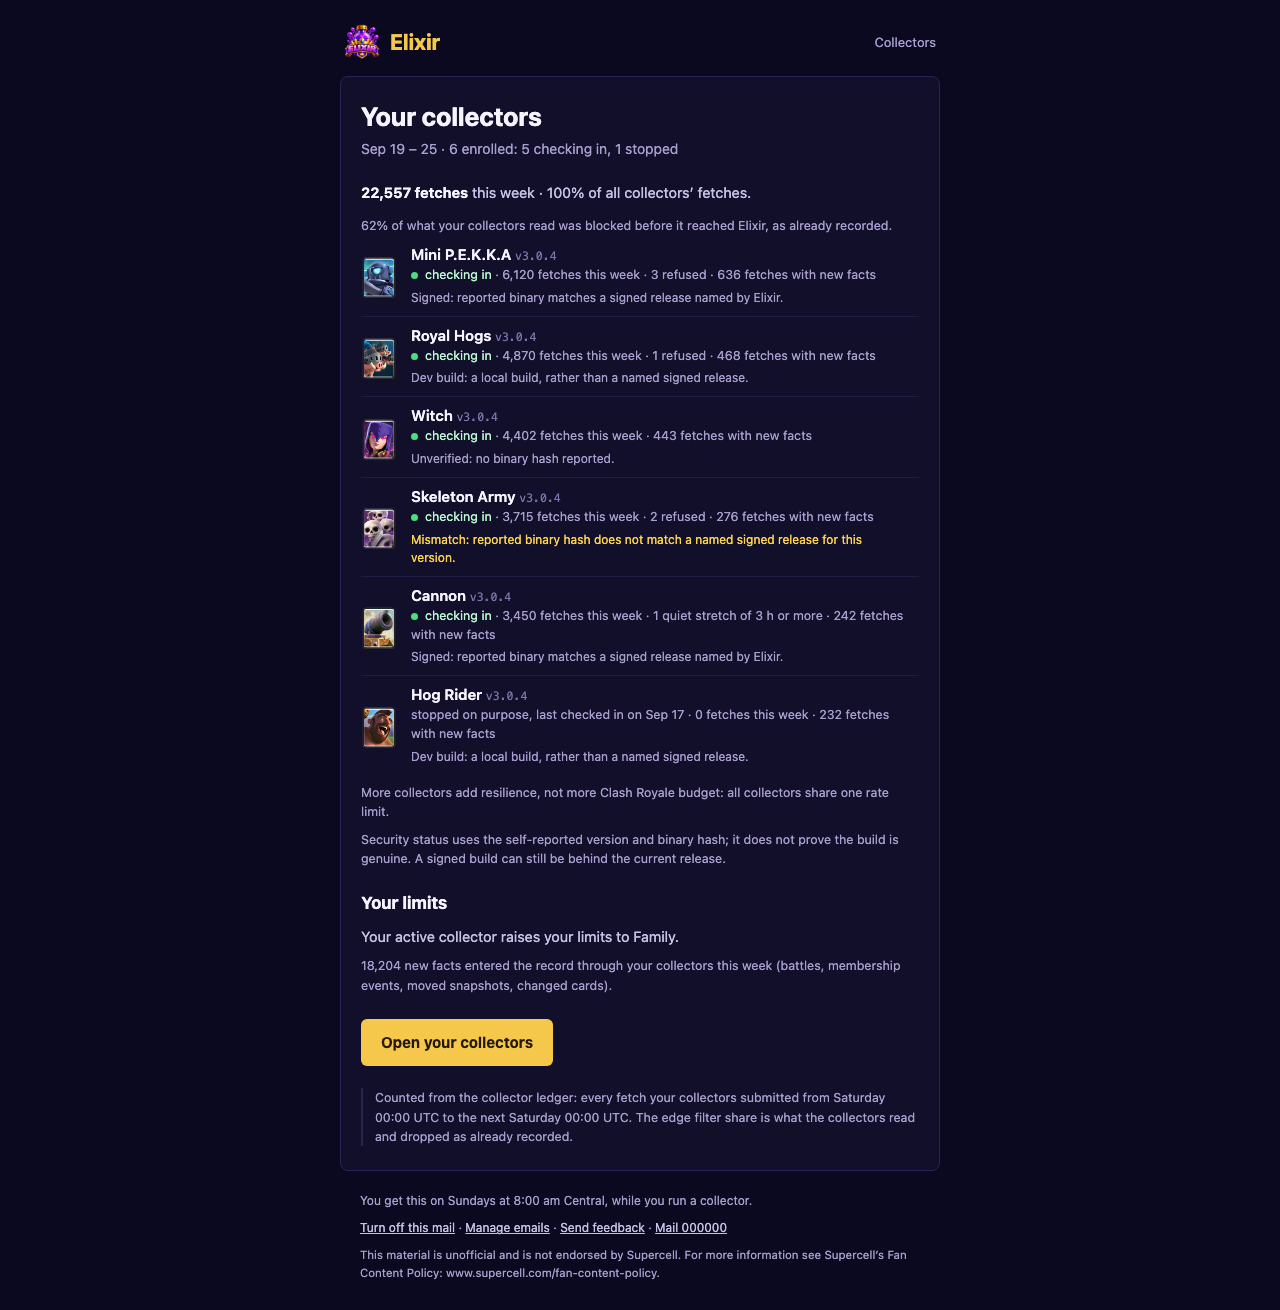 ELIXIR
Elixir
Collectors
Your collectors
Sep 19 – 25 · 6 enrolled: 5 checking in, 1 stopped
22,557 fetches this week · 100% of all collectors’ fetches.
62% of what your collectors read was blocked before it reached Elixir, as already recorded.
Mini P.E.K.K.A v3.0.4
checking in · 6,120 fetches this week · 3 refused · 636 fetches with new facts
Signed: reported binary matches a signed release named by Elixir.
Royal Hogs v3.0.4
checking in · 4,870 fetches this week · 1 refused · 468 fetches with new facts
Dev build: a local build, rather than a named signed release.
Witch v3.0.4
checking in · 4,402 fetches this week · 443 fetches with new facts
Unverified: no binary hash reported.
Skeleton Army v3.0.4
checking in · 3,715 fetches this week · 2 refused · 276 fetches with new facts
Mismatch: reported binary hash does not match a named signed release for this
version.
Cannon v3.0.4
checking in · 3,450 fetches this week · 1 quiet stretch of 3 h or more · 242 fetches
with new facts
Signed: reported binary matches a signed release named by Elixir.
Hog Rider v3.0.4
stopped on purpose, last checked in on Sep 17 · 0 fetches this week · 232 fetches
with new facts
Dev build: a local build, rather than a named signed release.
More collectors add resilience, not more Clash Royale budget: all collectors share one rate
limit.
Security status uses the self-reported version and binary hash; it does not prove the build is
genuine. A signed build can still be behind the current release.
Your limits
Your active collector raises your limits to Family.
18,204 new facts entered the record through your collectors this week (battles, membership
events, moved snapshots, changed cards).
Open your collectors
Counted from the collector ledger: every fetch your collectors submitted from Saturday
00:00 UTC to the next Saturday 00:00 UTC. The edge filter share is what the collectors read
and dropped as already recorded.
You get this on Sundays at 8:00 am Central, while you run a collector.
Turn off this mail · Manage emails · Send feedback · Mail 000000
This material is unofficial and is not endorsed by Supercell. For more information see Supercell’s Fan
Content Policy: www.supercell.com/fan-content-policy.